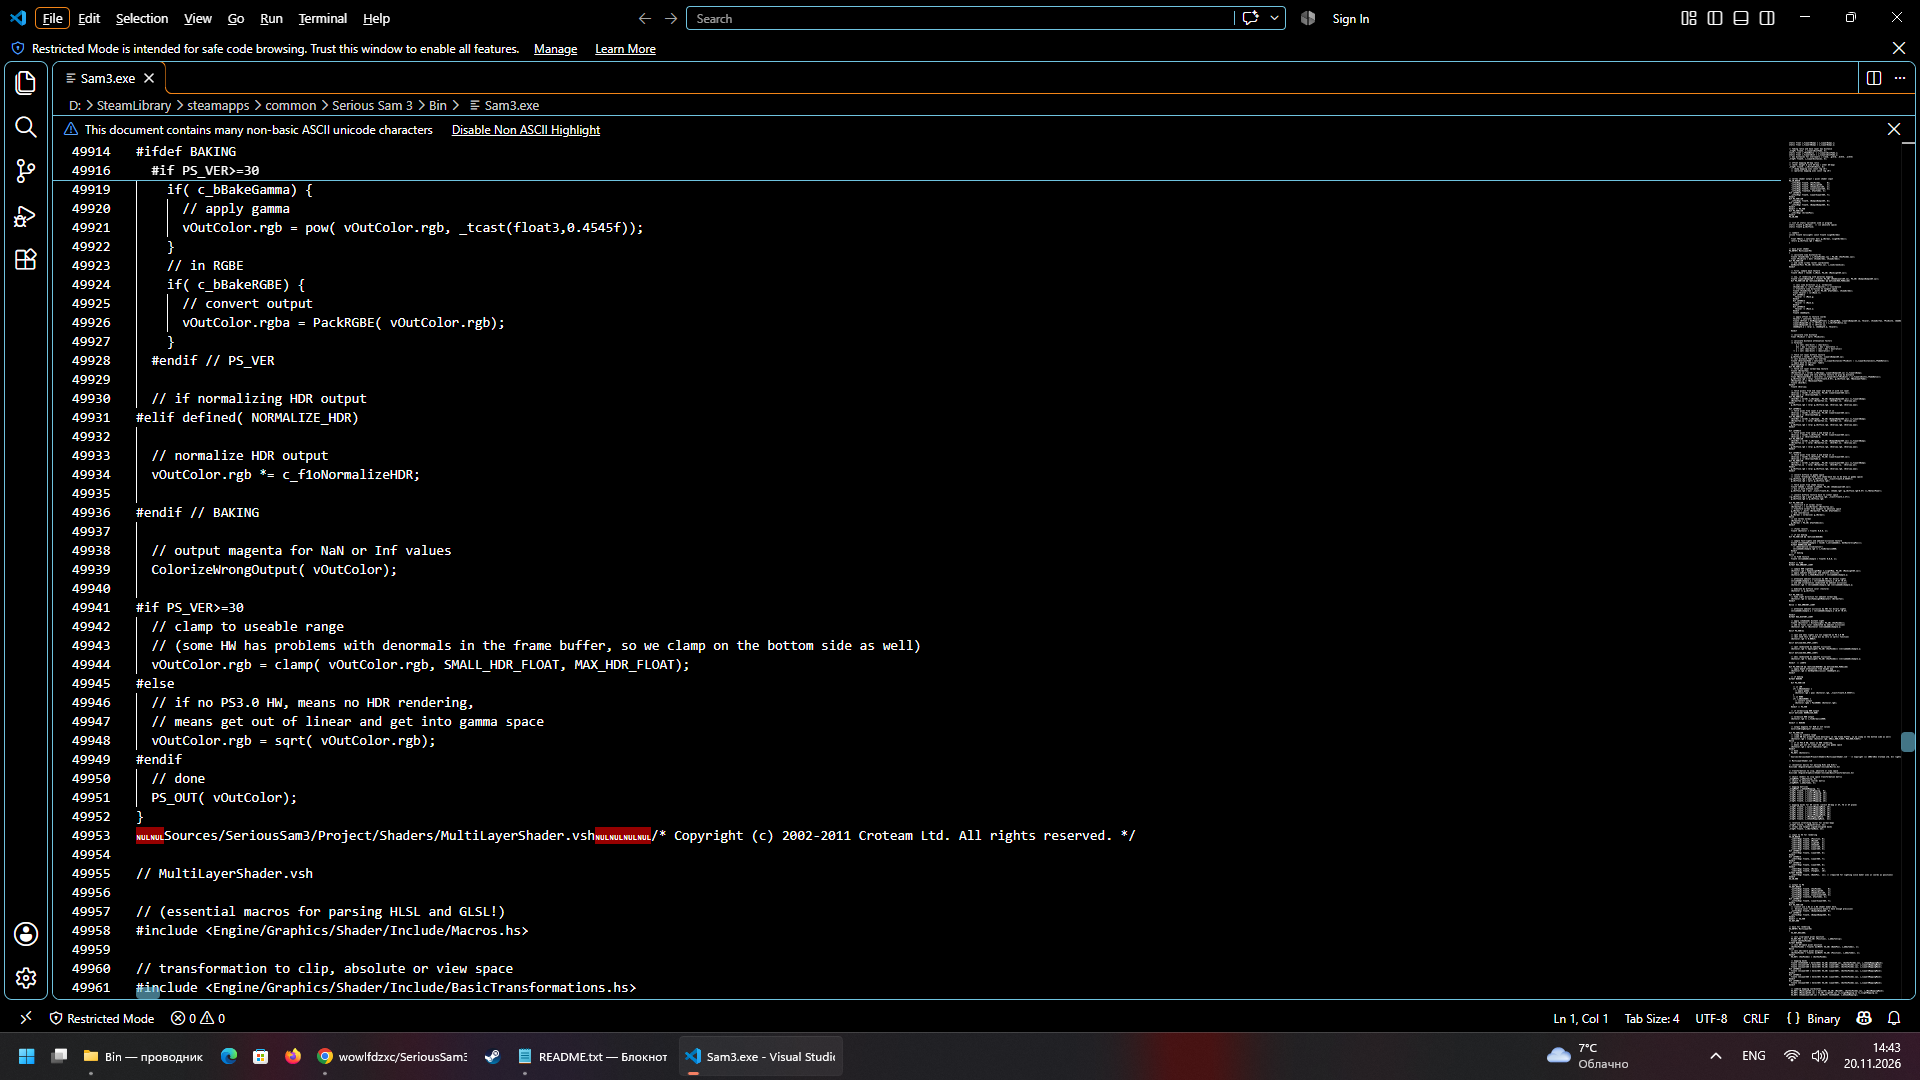 File Edit Selection View Go Run Terminal Help
Search
Sign In
Restricted Mode is intended for safe code browsing. Trust this window to enable all features. Manage Learn More
Sam3.exe
D: > SteamLibrary > steamapps > common > Serious Sam 3 > Bin > Sam3.exe
This document contains many non-basic ASCII unicode characters Disable Non ASCII Highlight
49914 #ifdef BAKING
49916 #if PS_VER>=30
49919 if( c_bBakeGamma) {
49920 // apply gamma
49921 vOutColor.rgb = pow( vOutColor.rgb, _tcast(float3,0.4545f));
49922 }
49923 // in RGBE
49924 if( c_bBakeRGBE) {
49925 // convert output
49926 vOutColor.rgba = PackRGBE( vOutColor.rgb);
49927 }
49928 #endif // PS_VER
49929
49930 // if normalizing HDR output
49931 #elif defined( NORMALIZE_HDR)
49932
49933 // normalize HDR output
49934 vOutColor.rgb *= c_f1oNormalizeHDR;
49935
49936 #endif // BAKING
49937
49938 // output magenta for NaN or Inf values
49939 ColorizeWrongOutput( vOutColor);
49940
49941 #if PS_VER>=30
49942 // clamp to useable range
49943 // (some HW has problems with denormals in the frame buffer, so we clamp on the bottom side as well)
49944 vOutColor.rgb = clamp( vOutColor.rgb, SMALL_HDR_FLOAT, MAX_HDR_FLOAT);
49945 #else
49946 // if no PS3.0 HW, means no HDR rendering,
49947 // means get out of linear and get into gamma space
49948 vOutColor.rgb = sqrt( vOutColor.rgb);
49949 #endif
49950 // done
49951 PS_OUT( vOutColor);
49952 }
49953 NULNULSources/SeriousSam3/Project/Shaders/MultiLayerShader.vshNULNULNULNUL/* Copyright (c) 2002-2011 Croteam Ltd. All rights reserved. */
49954
49955 // MultiLayerShader.vsh
49956
49957 // (essential macros for parsing HLSL and GLSL!)
49958 #include <Engine/Graphics/Shader/Include/Macros.hs>
49959
49960 // transformation to clip, absolute or view space
49961 #include <Engine/Graphics/Shader/Include/BasicTransformations.hs>
Restricted Mode 0 0
Ln 1, Col 1 Tab Size: 4 UTF-8 CRLF {} Binary
Bin — проводник
wowlfdzxc/SeriousSam3
README.txt — Блокнот
Sam3.exe - Visual Studio
7°C
Облачно
ENG
14:43
20.11.2026